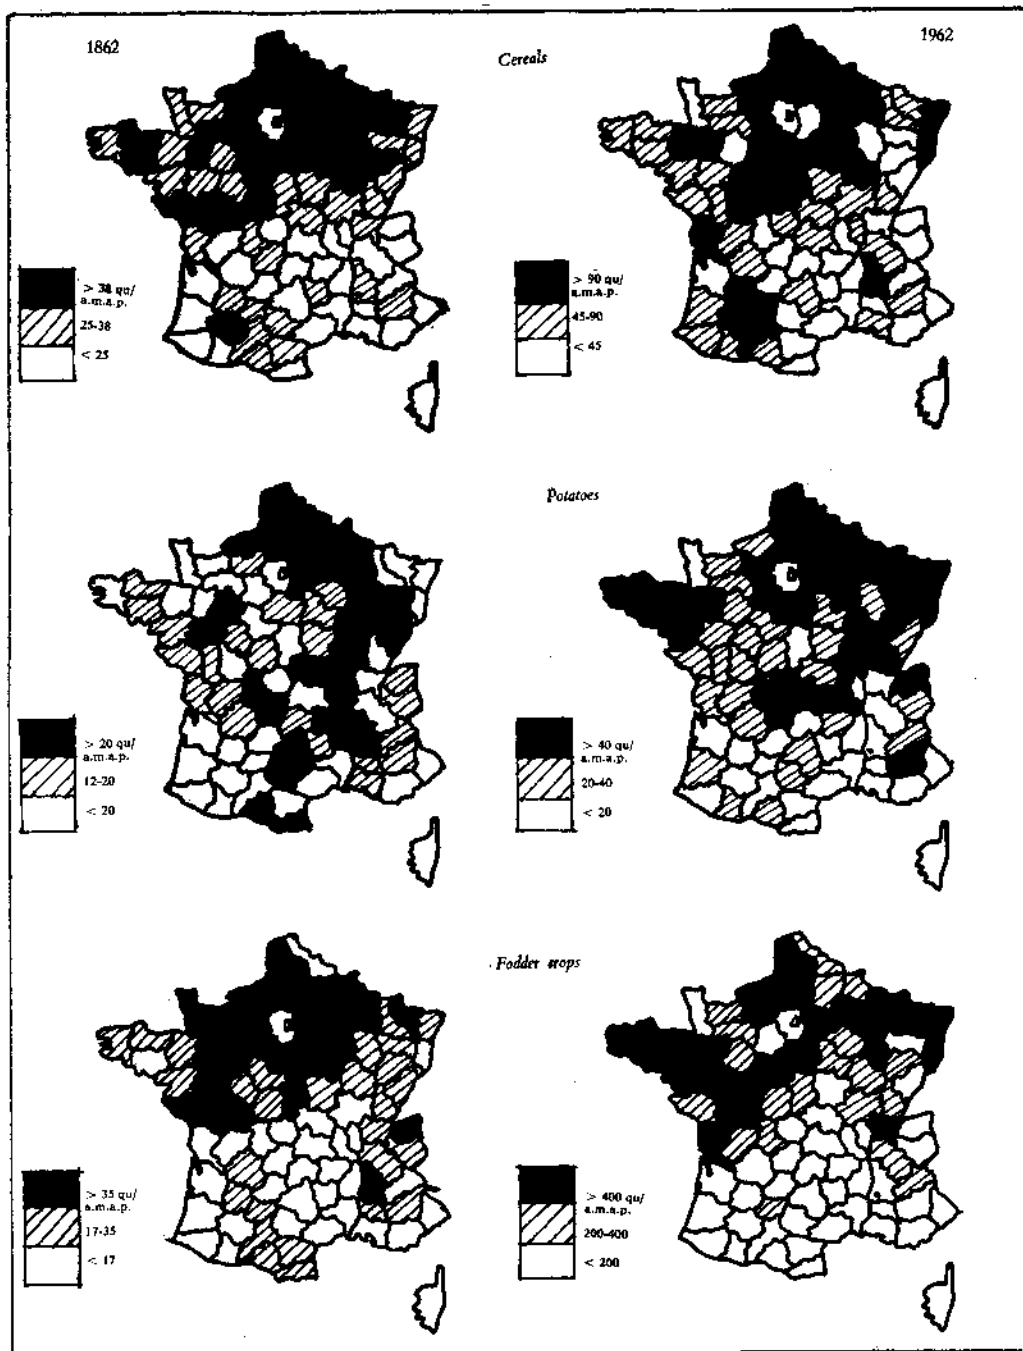 1862
Cereals
1962
> 38 qu/
a.m.a.p.
25-38
< 25
> 90 qu/
a.m.a.p.
45-90
< 45
Potatoes
> 20 qu/
a.m.a.p.
12-20
< 20
> 40 qu/
a.m.a.p.
20-40
< 20
Fodder crops
> 35 qu/
a.m.a.p.
17-35
< 17
> 400 qu/
a.m.a.p.
200-400
< 200